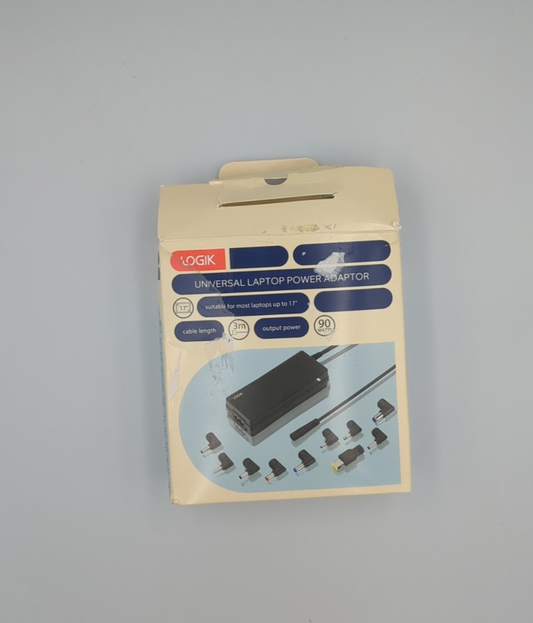 LOGIK
UNIVERSAL LAPTOP POWER ADAPTOR
17" suitable for most laptops up to 17"
cable length 3m output power 90
LOGIK